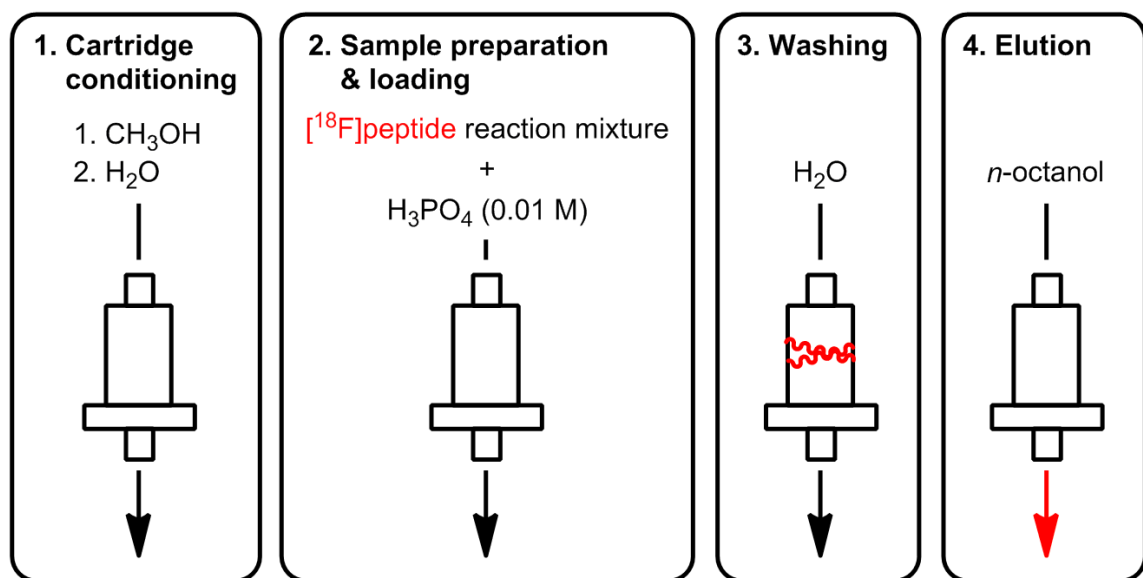 1. Cartridge
conditioning
1. CH₃OH
2. H₂O
2. Sample preparation
& loading
[¹⁸F]peptide reaction mixture
+
H₃PO₄ (0.01 M)
3. Washing
H₂O
4. Elution
n-octanol